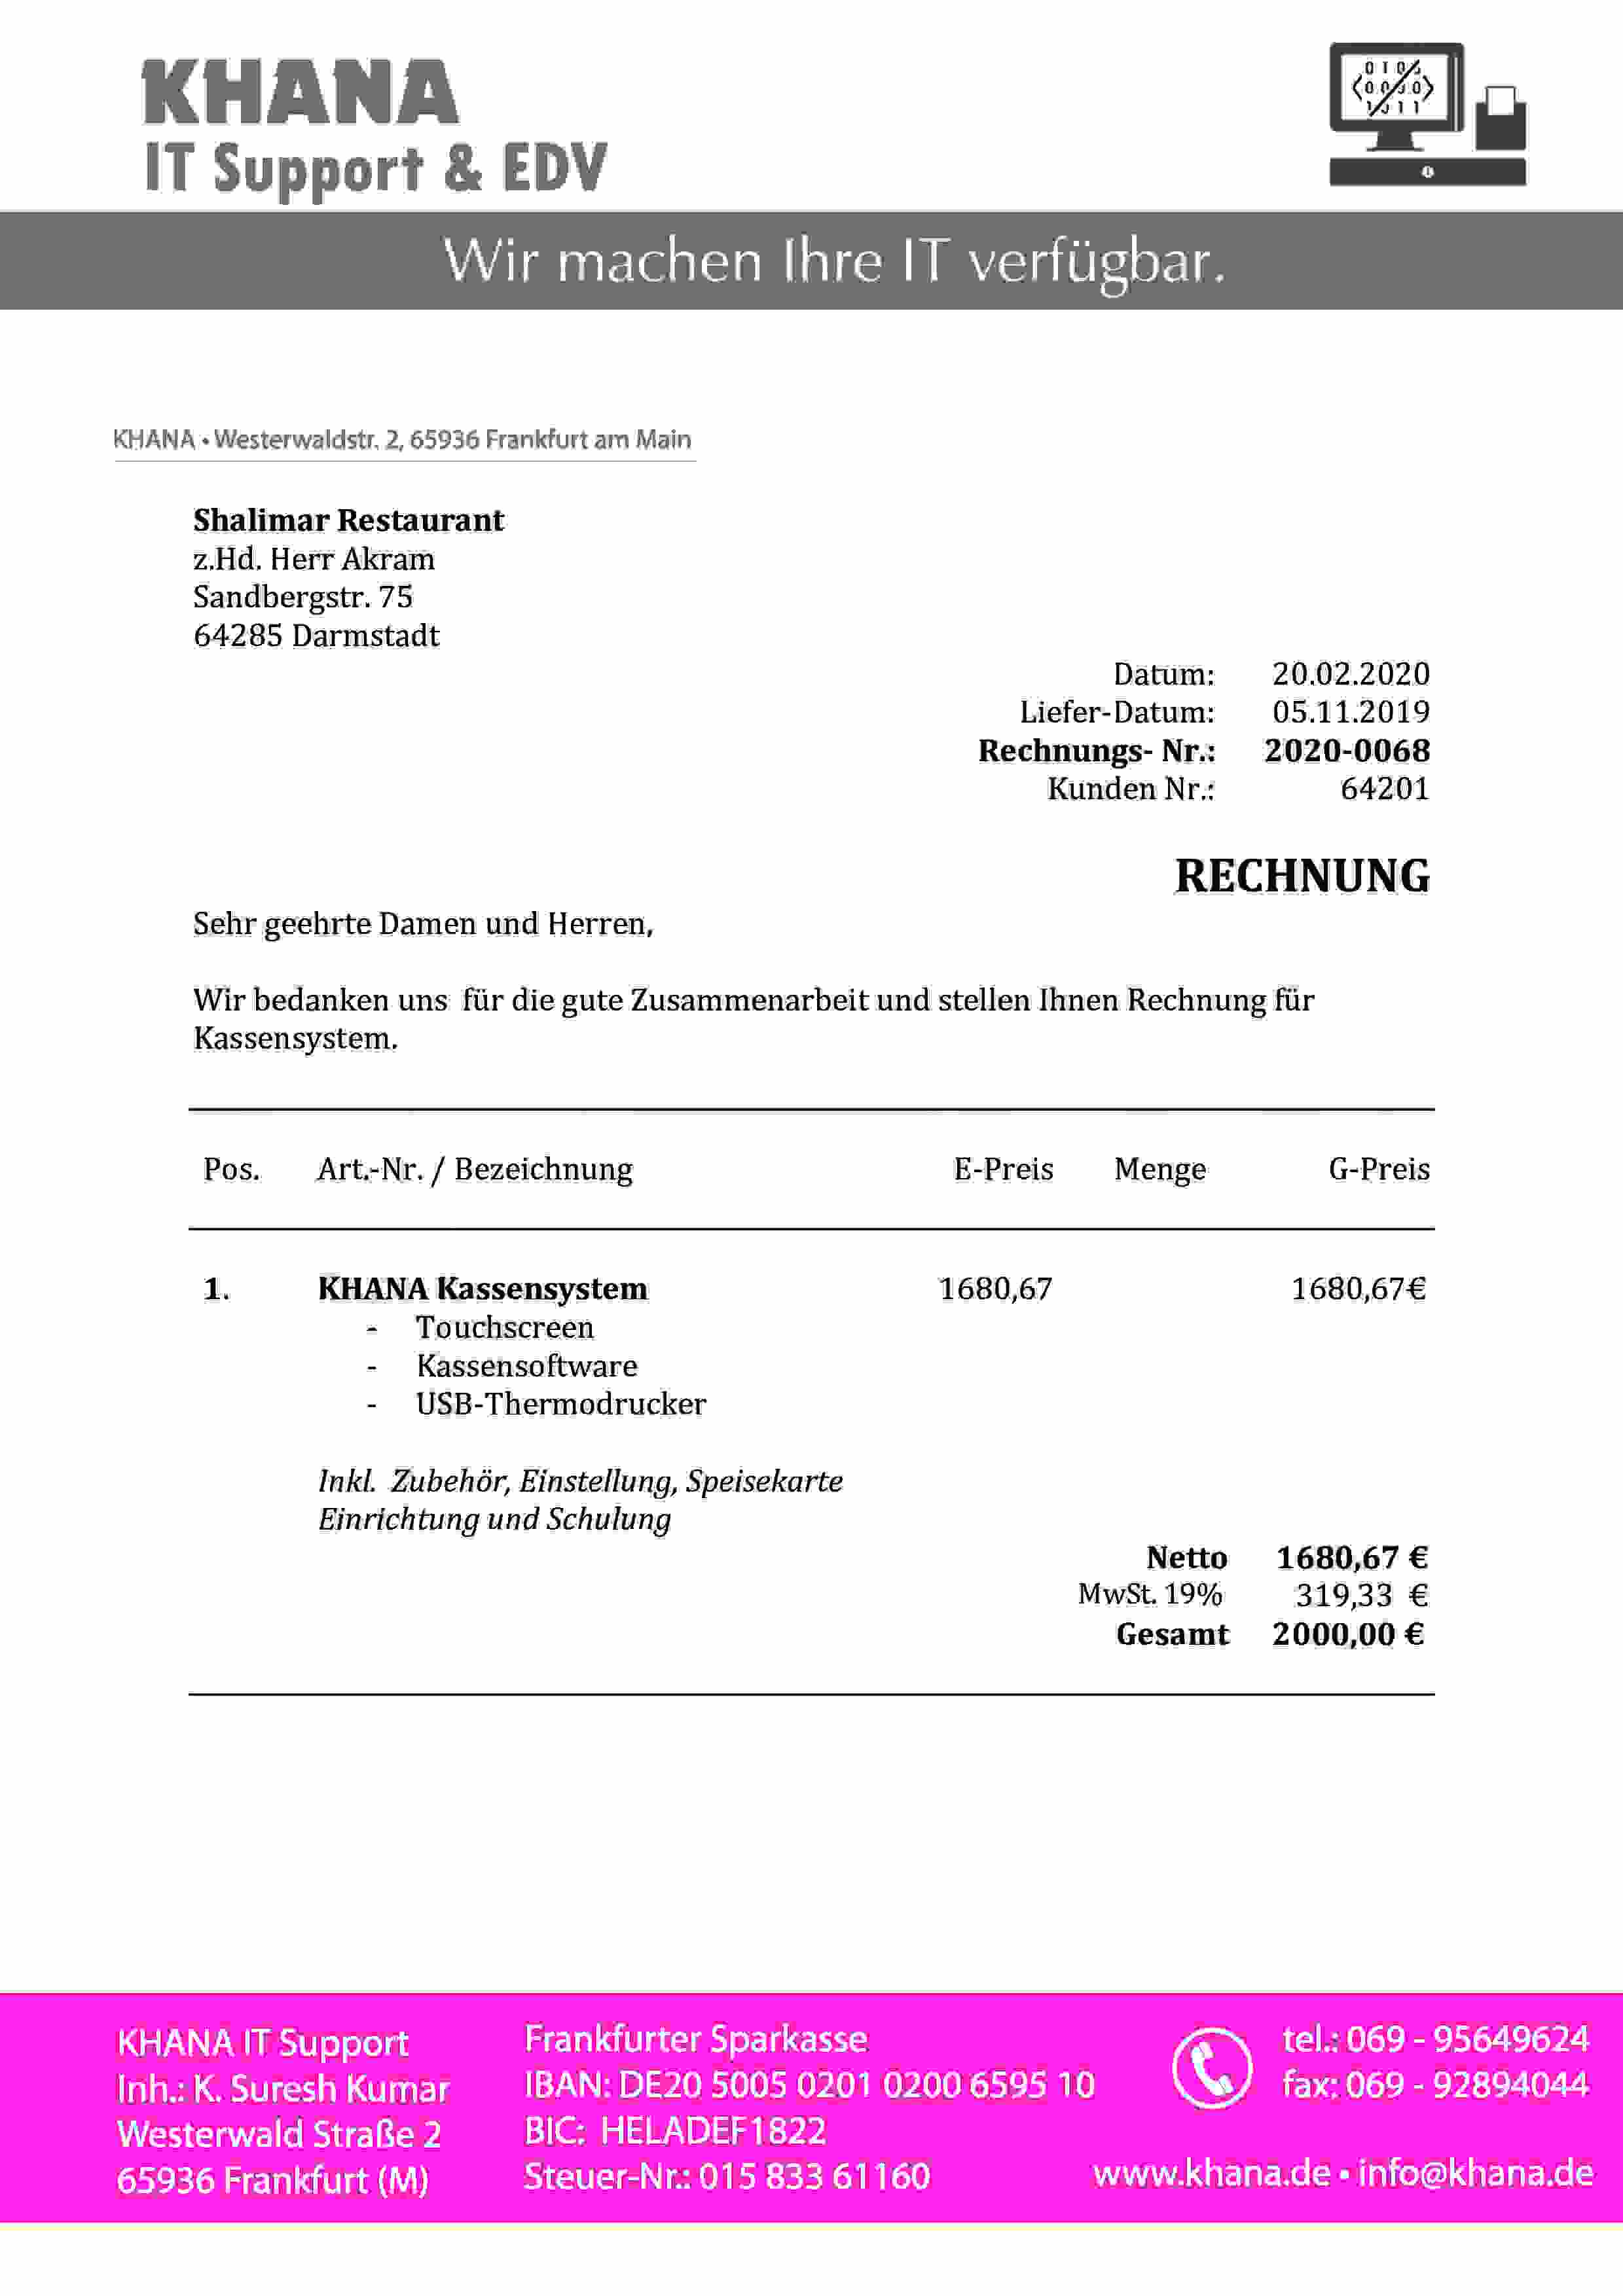 KHANA
IT Support & EDV
Wir machen Ihre IT verfügbar.
KHANA • Westerwaldstr. 2, 65936 Frankfurt am Main
Shalimar Restaurant
z.Hd. Herr Akram
Sandbergstr. 75
64285 Darmstadt
Datum: 20.02.2020
Liefer-Datum: 05.11.2019
Rechnungs- Nr.: 2020-0068
Kunden Nr.: 64201
RECHNUNG
Sehr geehrte Damen und Herren,
Wir bedanken uns für die gute Zusammenarbeit und stellen Ihnen Rechnung für
Kassensystem.
Pos. Art.-Nr. / Bezeichnung E-Preis Menge G-Preis
1. KHANA Kassensystem 1680,67 1680,67€
- Touchscreen
- Kassensoftware
- USB-Thermodrucker
Inkl. Zubehör, Einstellung, Speisekarte
Einrichtung und Schulung
Netto 1680,67 €
MwSt. 19% 319,33 €
Gesamt 2000,00 €
KHANA IT Support
Inh.: K. Suresh Kumar
Westerwald Straße 2
65936 Frankfurt (M)
Frankfurter Sparkasse
IBAN: DE20 5005 0201 0200 6595 10
BIC: HELADEF1822
Steuer-Nr.: 015 833 61160
tel.: 069 - 95649624
fax: 069 - 92894044
www.khana.de • info@khana.de